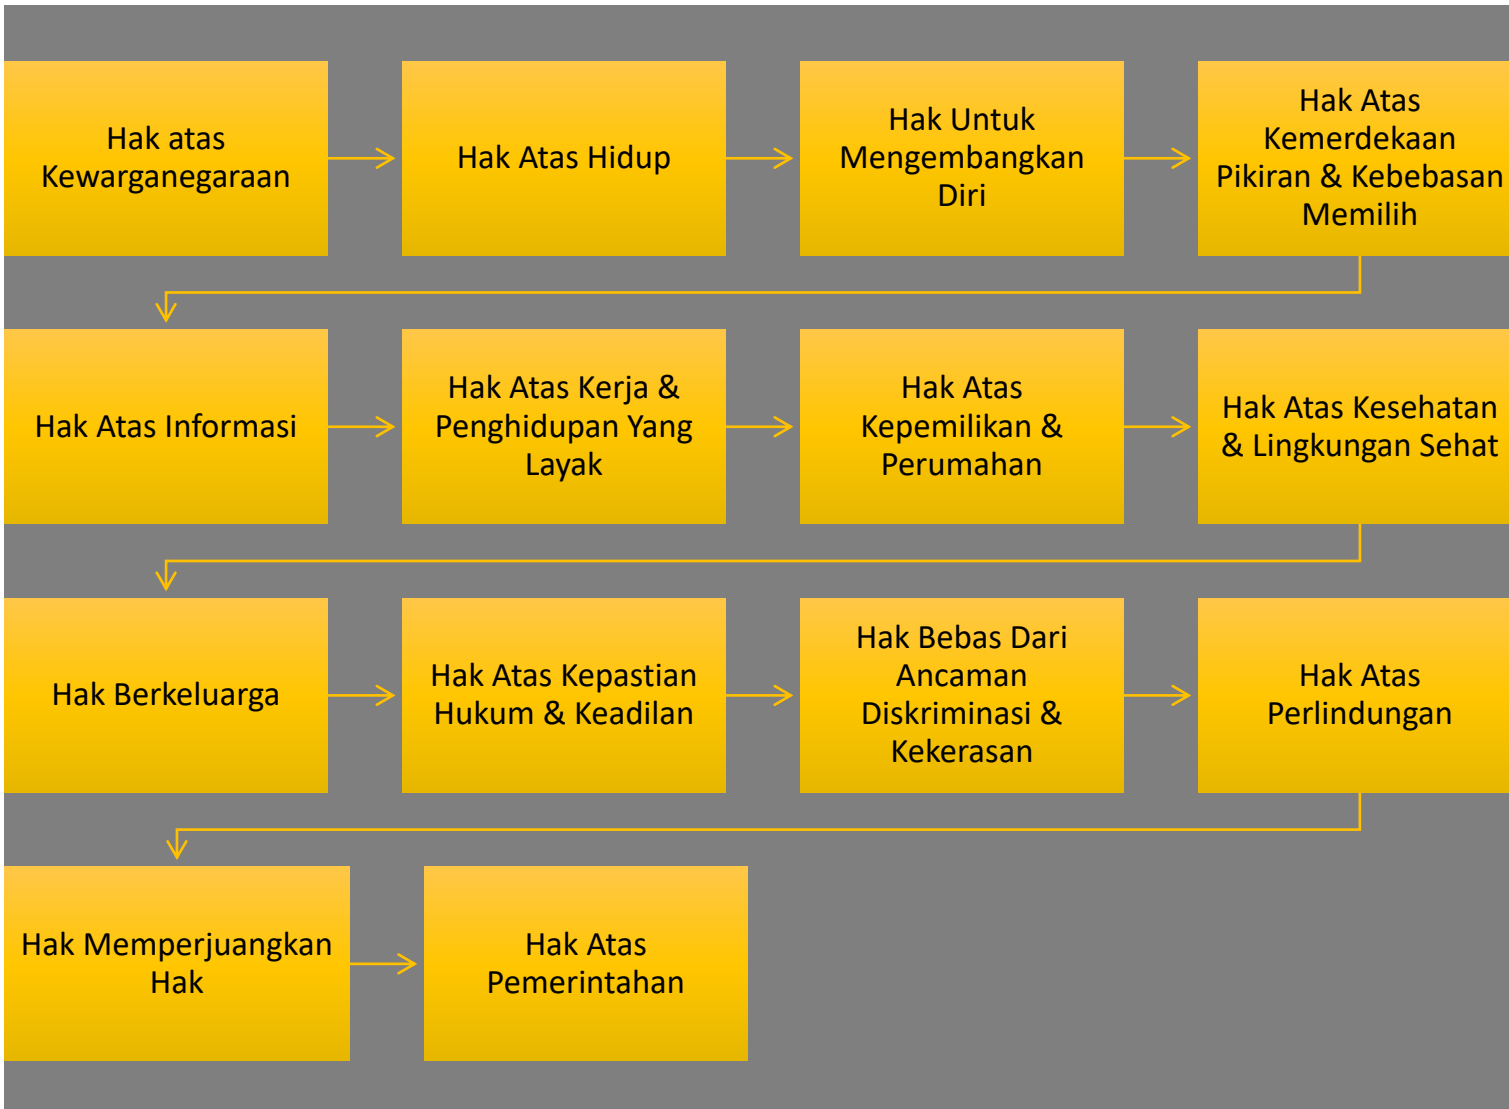 Hak atas
Kewarganegaraan
Hak Atas Hidup
Hak Untuk
Mengembangkan
Diri
Hak Atas
Kemerdekaan
Pikiran & Kebebasan
Memilih
Hak Atas Informasi
Hak Atas Kerja &
Penghidupan Yang
Layak
Hak Atas
Kepemilikan &
Perumahan
Hak Atas Kesehatan
& Lingkungan Sehat
Hak Berkeluarga
Hak Atas Kepastian
Hukum & Keadilan
Hak Bebas Dari
Ancaman
Diskriminasi &
Kekerasan
Hak Atas
Perlindungan
Hak Memperjuangkan
Hak
Hak Atas
Pemerintahan